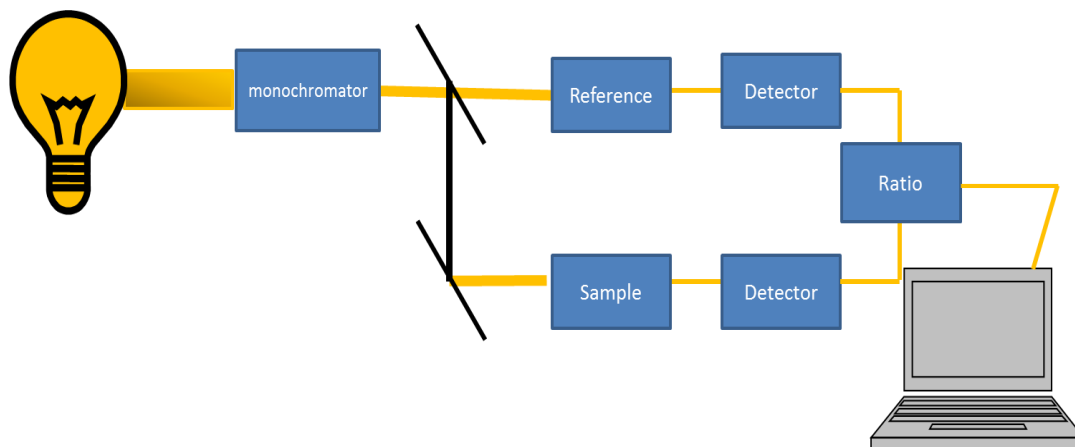 monochromator
Reference
Detector
Ratio
Sample
Detector